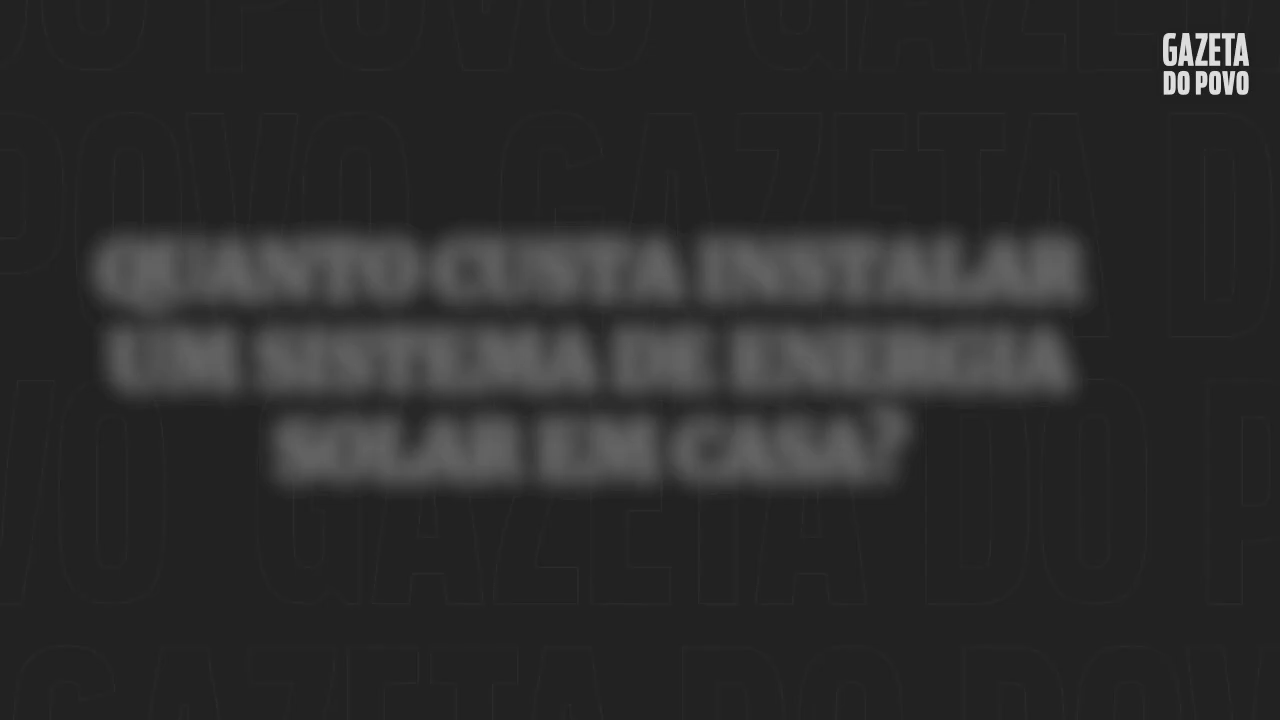 GAZETA
DO POVO
QUANTO CUSTA INSTALAR
UM SISTEMA DE ENERGIA
SOLAR EM CASA?